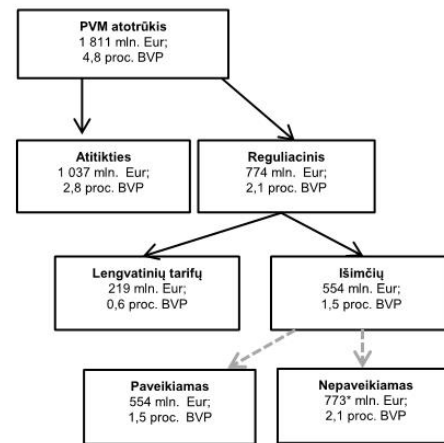 PVM atotrūkis
1 811 mln. Eur;
4,8 proc. BVP
Atitikties
1 037 mln.  Eur;
2,8 proc. BVP
Reguliacinis
774 mln. Eur;
2,1 proc. BVP
Lengvatinių tarifų
219 mln. Eur;
0,6 proc. BVP
Išimčių
554 mln. Eur;
1,5 proc. BVP
Paveikiamas
554 mln. Eur;
1,5 proc.  BVP
Nepaveikiamas
773* mln. Eur;
2,1 proc. BVP